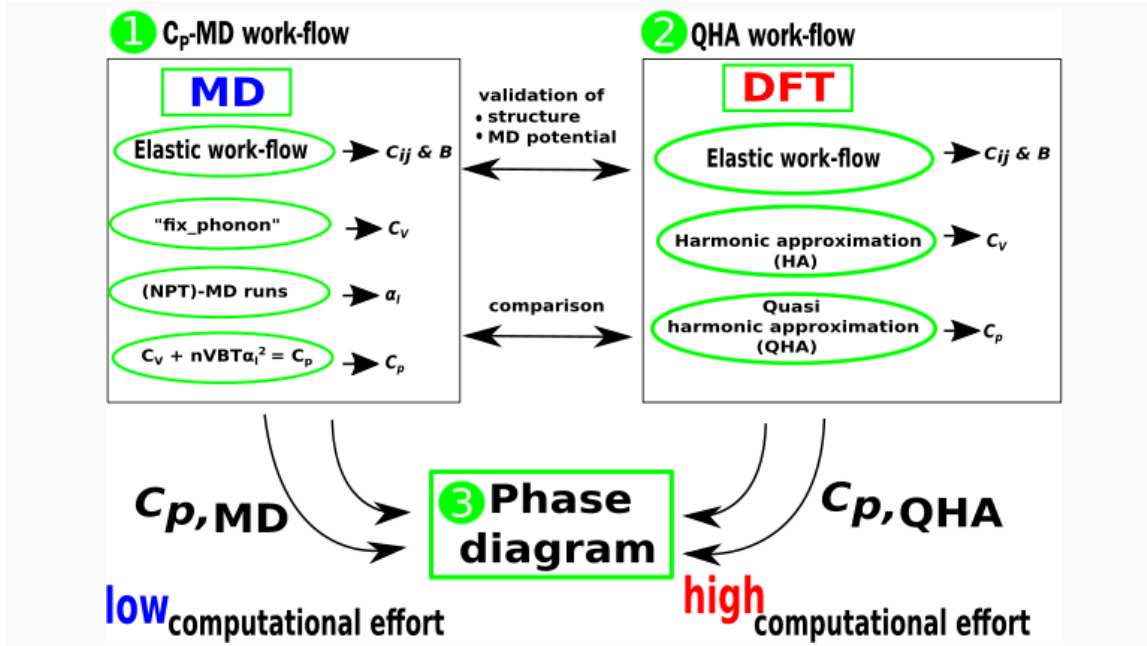 1 CP-MD work-flow
MD
Elastic work-flow
Cij & B
"fix_phonon"
CV
(NPT)-MD runs
αl
CV + nVBTαl² = Cp
Cp
validation of
• structure
• MD potential
comparison
2 QHA work-flow
DFT
Elastic work-flow
Cij & B
Harmonic approximation
(HA)
CV
Quasi
harmonic approximation
(QHA)
Cp
Cp,MD
3 Phase
diagram
Cp,QHA
low computational effort
high computational effort